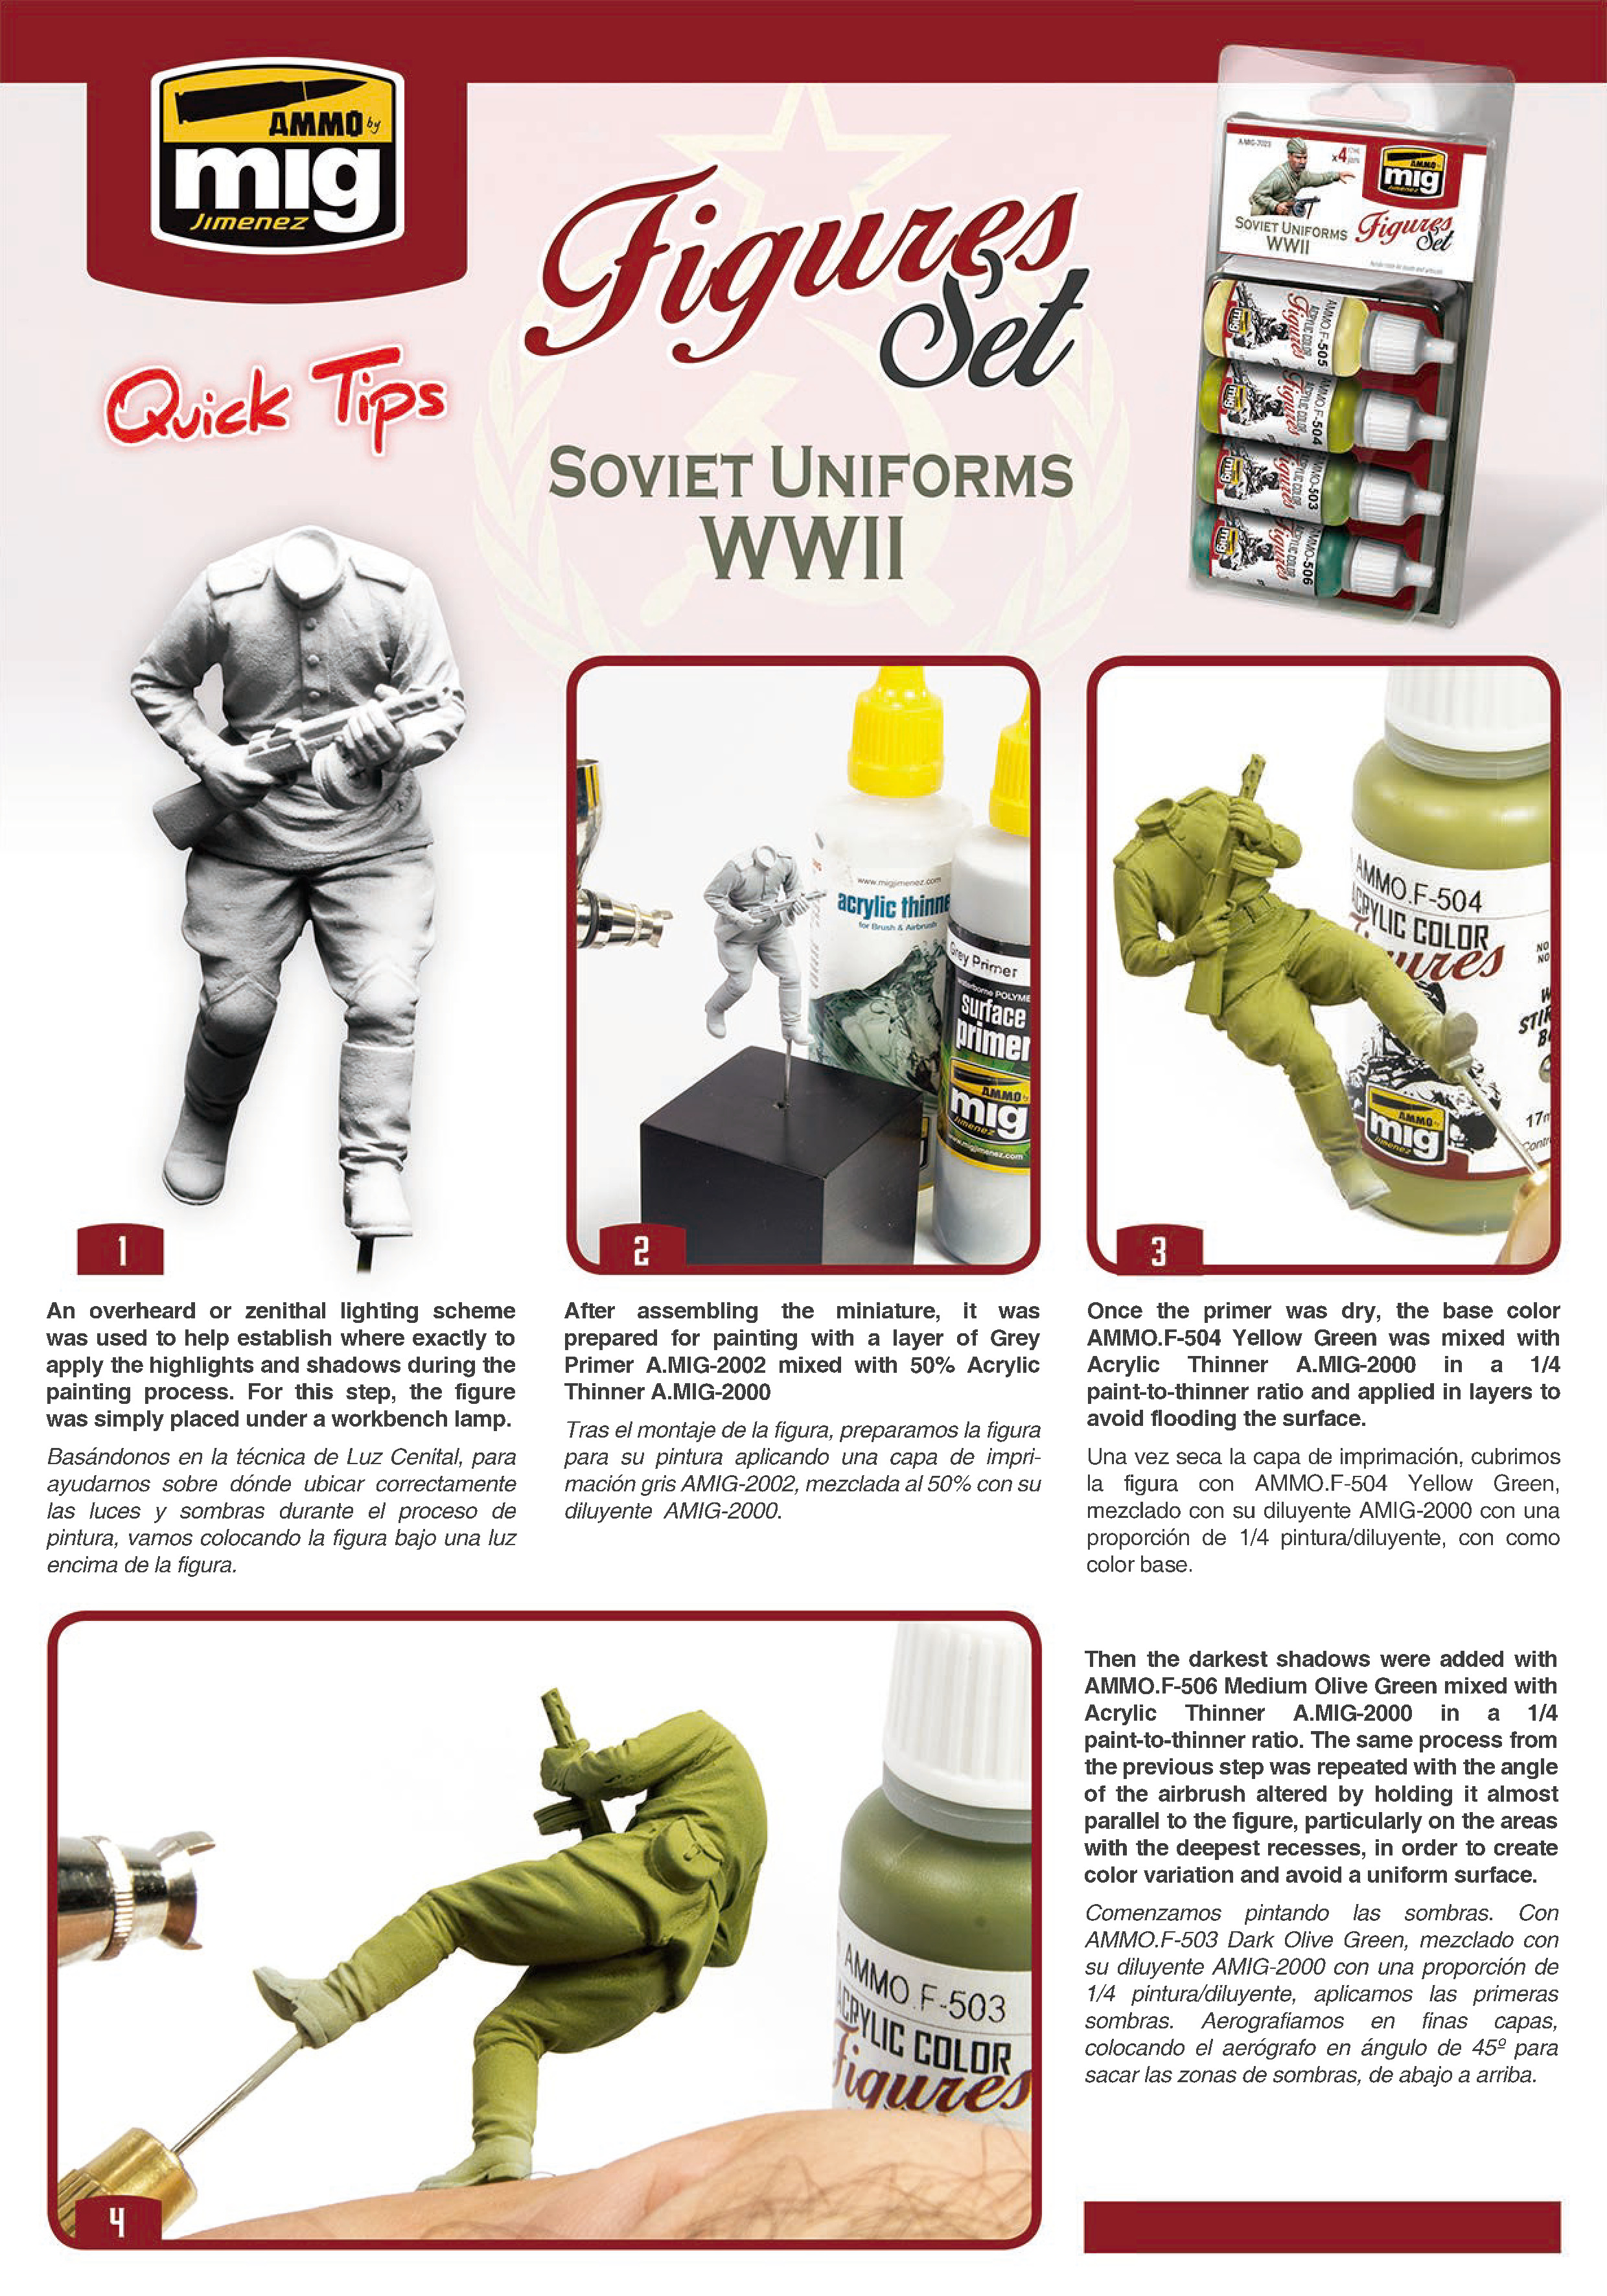 AMMO by
mig
Jimenez
Figures
Set
Quick Tips
SOVIET UNIFORMS
WWII
A.MIG-7023
x4
AMMO
mig
Jimenez
SOVIET UNIFORMS
WWII
Figures
Set
AMMO.F-505
ACRYLIC COLOR
Figures
mig
AMMO.F-504
ACRYLIC COLOR
Figures
mig
AMMO-503
Figures
mig
AMMO-506
Figures
mig
1
www.migjimenez.com
acrylic thinne
for Brush & Airbrush
Grey Primer
waterborne POLYME
surface
primer
AMMO by
mig
Jimenez
www.migjimenez.com
2
AMMO.F-504
ACRYLIC COLOR
ures
NO
NO
W
STIR
B
AMMO
mig
Jimenez
17m
Contr
3
An overheard or zenithal lighting scheme
was used to help establish where exactly to
apply the highlights and shadows during the
painting process. For this step, the figure
was simply placed under a workbench lamp.
Basándonos en la técnica de Luz Cenital, para
ayudarnos sobre dónde ubicar correctamente
las luces y sombras durante el proceso de
pintura, vamos colocando la figura bajo una luz
encima de la figura.
After assembling the miniature, it was
prepared for painting with a layer of Grey
Primer A.MIG-2002 mixed with 50% Acrylic
Thinner A.MIG-2000
Tras el montaje de la figura, preparamos la figura
para su pintura aplicando una capa de impri-
mación gris AMIG-2002, mezclada al 50% con su
diluyente AMIG-2000.
Once the primer was dry, the base color
AMMO.F-504 Yellow Green was mixed with
Acrylic Thinner A.MIG-2000 in a 1/4
paint-to-thinner ratio and applied in layers to
avoid flooding the surface.
Una vez seca la capa de imprimación, cubrimos
la figura con AMMO.F-504 Yellow Green,
mezclado con su diluyente AMIG-2000 con una
proporción de 1/4 pintura/diluyente, con como
color base.
AMMO.F-503
ACRYLIC COLOR
Figures
4
Then the darkest shadows were added with
AMMO.F-506 Medium Olive Green mixed with
Acrylic Thinner A.MIG-2000 in a 1/4
paint-to-thinner ratio. The same process from
the previous step was repeated with the angle
of the airbrush altered by holding it almost
parallel to the figure, particularly on the areas
with the deepest recesses, in order to create
color variation and avoid a uniform surface.
Comenzamos pintando las sombras. Con
AMMO.F-503 Dark Olive Green, mezclado con
su diluyente AMIG-2000 con una proporción de
1/4 pintura/diluyente, aplicamos las primeras
sombras. Aerografiamos en finas capas,
colocando el aerógrafo en ángulo de 45º para
sacar las zonas de sombras, de abajo a arriba.